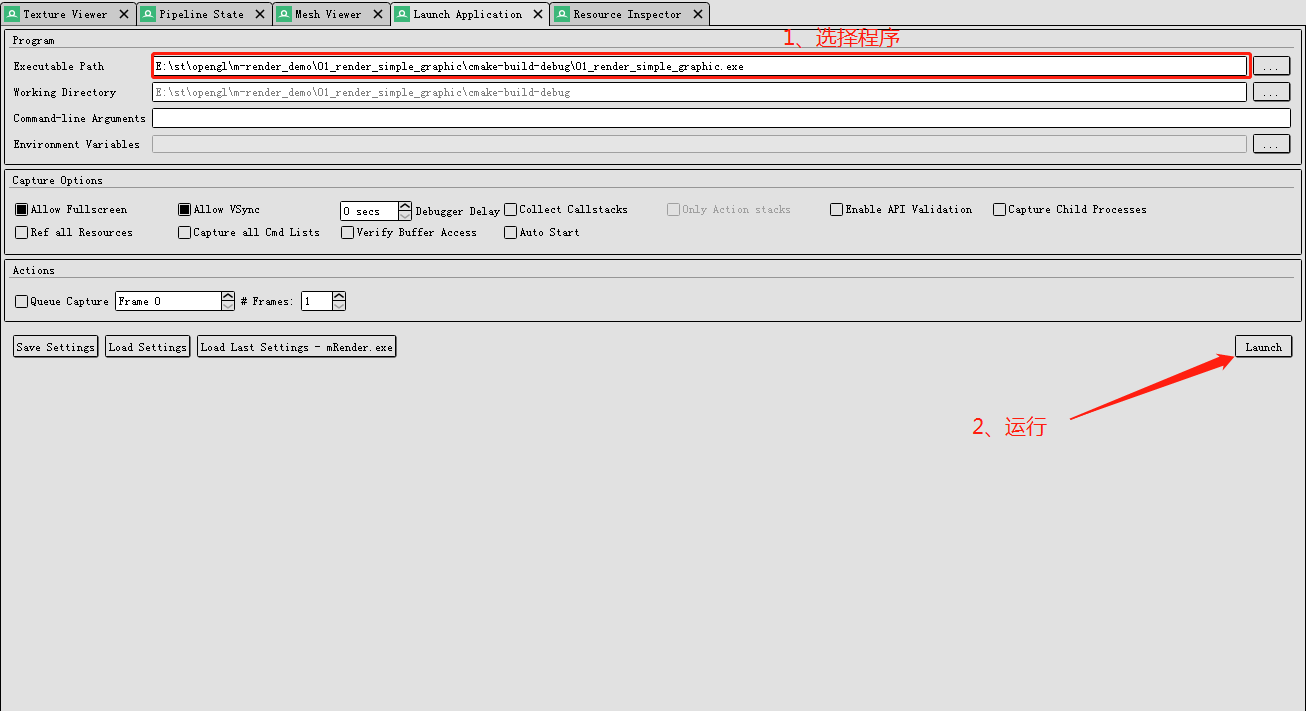 Texture Viewer Pipeline State Mesh Viewer Launch Application Resource Inspector
Program
1、选择程序
Executable Path E:\st\opengl\m-render_demo\01_render_simple_graphic\cmake-build-debug\01_render_simple_graphic.exe ...
Working Directory E:\st\opengl\m-render_demo\01_render_simple_graphic\cmake-build-debug ...
Command-line Arguments
Environment Variables ...
Capture Options
Allow Fullscreen Allow VSync 0 secs Debugger Delay Collect Callstacks Only Action stacks Enable API Validation Capture Child Processes
Ref all Resources Capture all Cmd Lists Verify Buffer Access Auto Start
Actions
Queue Capture Frame 0 # Frames: 1
Save Settings Load Settings Load Last Settings - mRender.exe Launch
2、运行